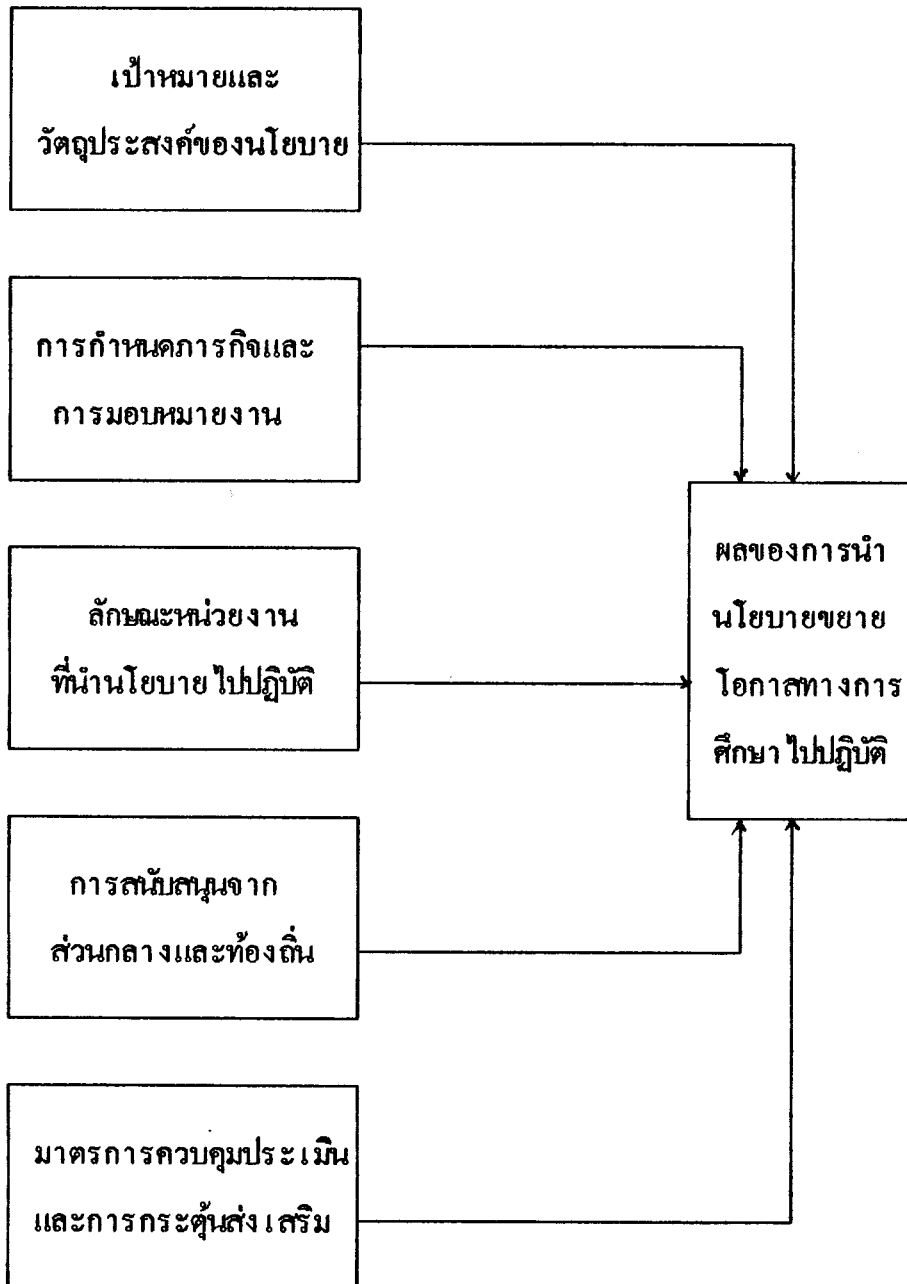 เป้าหมายและ
วัตถุประสงค์ของนโยบาย
การกำหนดภารกิจและ
การมอบหมายงาน
ลักษณะหน่วยงาน
ที่นำนโยบายไปปฏิบัติ
การสนับสนุนจาก
ส่วนกลางและท้องถิ่น
มาตรการควบคุมประเมิน
และการกระตุ้นส่งเสริม
ผลของการนำ
นโยบายขยาย
โอกาสทางการ
ศึกษาไปปฏิบัติ